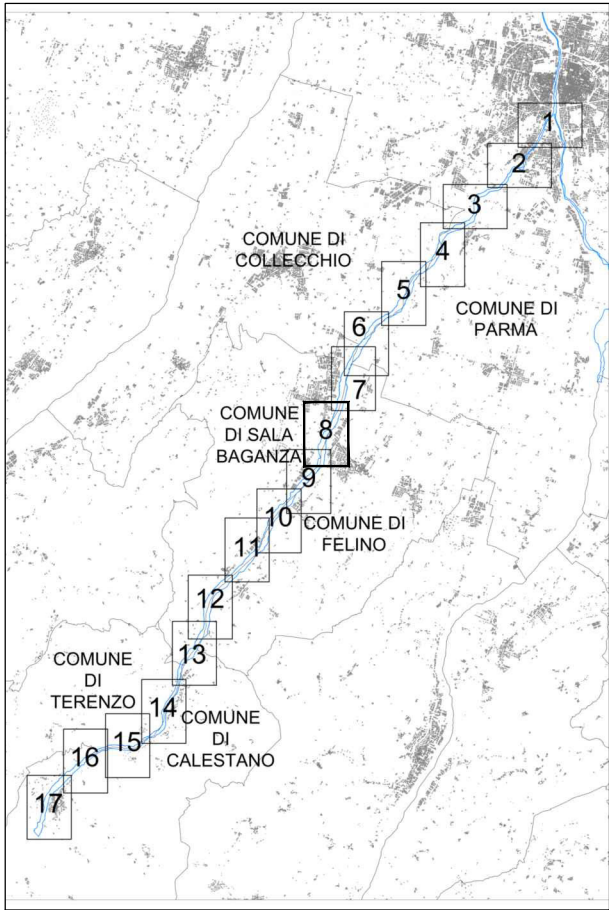 1
2
3
COMUNE DI
COLLECCHIO
4
5
COMUNE DI
PARMA
6
7
COMUNE
DI SALA
BAGANZA
8
9
10
COMUNE DI
FELINO
11
12
13
COMUNE
DI
TERENZO
14
COMUNE
DI
CALESTANO
15
16
17